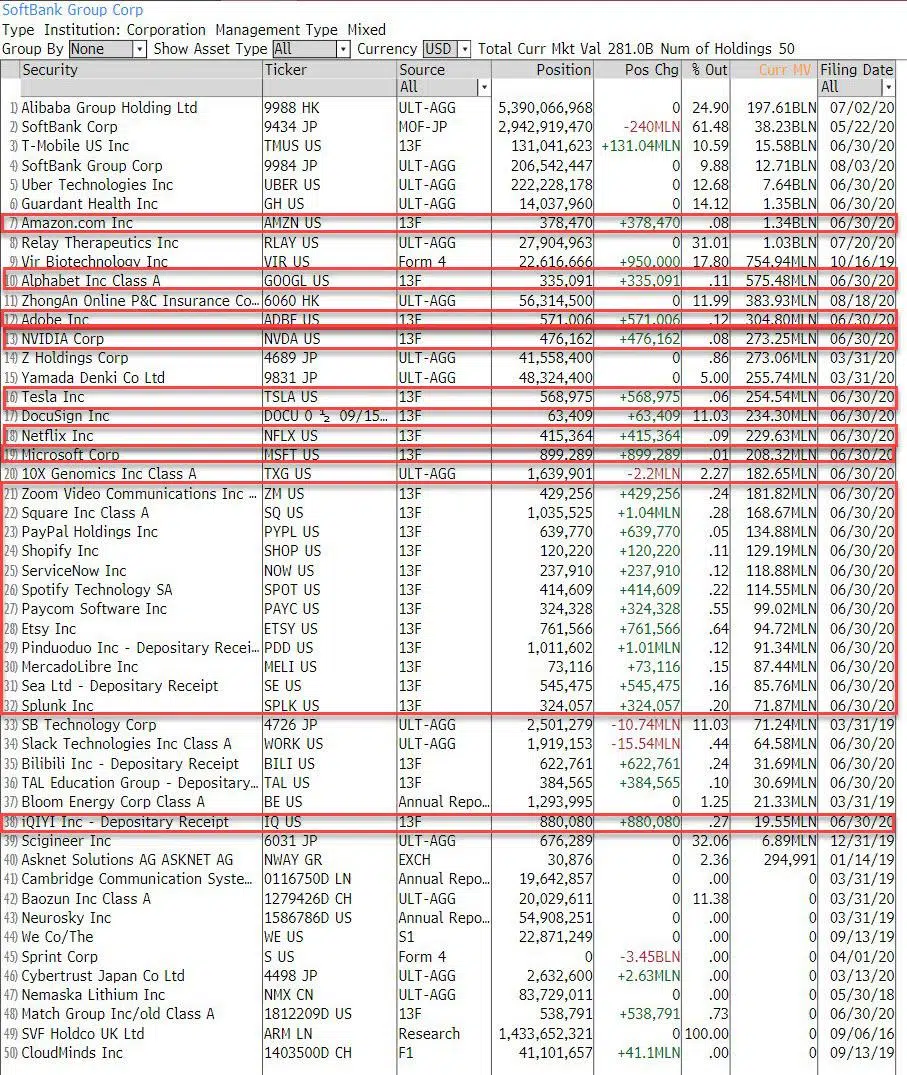 SoftBank Group Corp
Type Institution: Corporation Management Type Mixed
Group By None Show Asset Type All Currency USD Total Curr Mkt Val 281.0B Num of Holdings 50
Security Ticker Source Position Pos Chg % Out Curr MV Filing Date
All All
1) Alibaba Group Holding Ltd 9988 HK ULT-AGG 5,390,066,968 0 24.90 197.61BLN 07/02/20
2) SoftBank Corp 9434 JP MOF-JP 2,942,919,470 -240MLN 61.48 38.23BLN 05/22/20
3) T-Mobile US Inc TMUS US 13F 131,041,623 +131.04MLN 10.59 15.58BLN 06/30/20
4) SoftBank Group Corp 9984 JP ULT-AGG 206,542,447 0 9.88 12.71BLN 08/03/20
5) Uber Technologies Inc UBER US ULT-AGG 222,228,178 0 12.68 7.64BLN 06/30/20
6) Guardant Health Inc GH US ULT-AGG 14,037,960 0 14.12 1.35BLN 06/30/20
7) Amazon.com Inc AMZN US 13F 378,470 +378,470 .08 1.34BLN 06/30/20
8) Relay Therapeutics Inc RLAY US ULT-AGG 27,904,963 0 31.01 1.03BLN 07/20/20
9) Vir Biotechnology Inc VIR US Form 4 22,616,666 +950,000 17.80 754.94MLN 10/16/19
10) Alphabet Inc Class A GOOGL US 13F 335,091 +335,091 .11 575.48MLN 06/30/20
11) ZhongAn Online P&C Insurance Co… 6060 HK ULT-AGG 56,314,500 0 11.99 383.93MLN 08/18/20
12) Adobe Inc ADBE US 13F 571,006 +571,006 .12 304.80MLN 06/30/20
13) NVIDIA Corp NVDA US 13F 476,162 +476,162 .08 273.25MLN 06/30/20
14) Z Holdings Corp 4689 JP ULT-AGG 41,558,400 0 .86 273.06MLN 03/31/20
15) Yamada Denki Co Ltd 9831 JP ULT-AGG 48,324,400 0 5.00 255.74MLN 03/31/20
16) Tesla Inc TSLA US 13F 568,975 +568,975 .06 254.54MLN 06/30/20
17) DocuSign Inc DOCU 0 ½ 09/15… 13F 63,409 +63,409 11.03 234.30MLN 06/30/20
18) Netflix Inc NFLX US 13F 415,364 +415,364 .09 229.63MLN 06/30/20
19) Microsoft Corp MSFT US 13F 899,289 +899,289 .01 208.32MLN 06/30/20
20) 10X Genomics Inc Class A TXG US ULT-AGG 1,639,901 -2.2MLN 2.27 182.65MLN 06/30/20
21) Zoom Video Communications Inc … ZM US 13F 429,256 +429,256 .24 181.82MLN 06/30/20
22) Square Inc Class A SQ US 13F 1,035,525 +1.04MLN .28 168.67MLN 06/30/20
23) PayPal Holdings Inc PYPL US 13F 639,770 +639,770 .05 134.88MLN 06/30/20
24) Shopify Inc SHOP US 13F 120,220 +120,220 .11 129.19MLN 06/30/20
25) ServiceNow Inc NOW US 13F 237,910 +237,910 .12 118.88MLN 06/30/20
26) Spotify Technology SA SPOT US 13F 414,609 +414,609 .22 114.55MLN 06/30/20
27) Paycom Software Inc PAYC US 13F 324,328 +324,328 .55 99.02MLN 06/30/20
28) Etsy Inc ETSY US 13F 761,566 +761,566 .64 94.72MLN 06/30/20
29) Pinduoduo Inc - Depositary Recei… PDD US 13F 1,011,602 +1.01MLN .12 91.34MLN 06/30/20
30) MercadoLibre Inc MELI US 13F 73,116 +73,116 .15 87.44MLN 06/30/20
31) Sea Ltd - Depositary Receipt SE US 13F 545,475 +545,475 .16 85.76MLN 06/30/20
32) Splunk Inc SPLK US 13F 324,057 +324,057 .20 71.87MLN 06/30/20
33) SB Technology Corp 4726 JP ULT-AGG 2,501,279 -10.74MLN 11.03 71.24MLN 03/31/19
34) Slack Technologies Inc Class A WORK US ULT-AGG 1,919,153 -15.54MLN .44 64.58MLN 06/30/20
35) Bilibili Inc - Depositary Receipt BILI US 13F 622,761 +622,761 .24 31.69MLN 06/30/20
36) TAL Education Group - Depositary… TAL US 13F 384,565 +384,565 .10 30.69MLN 06/30/20
37) Bloom Energy Corp Class A BE US Annual Repo… 1,293,995 0 1.25 21.33MLN 03/31/19
38) iQIYI Inc - Depositary Receipt IQ US 13F 880,080 +880,080 .27 19.55MLN 06/30/20
39) Scigineer Inc 6031 JP ULT-AGG 676,289 0 32.06 6.89MLN 12/31/19
40) Asknet Solutions AG ASKNET AG NWAY GR EXCH 30,876 0 2.36 294,991 01/14/19
41) Cambridge Communication Syste… 0116750D LN Annual Repo… 19,642,857 0 .00 0 03/31/19
42) Baozun Inc Class A 1279426D CH ULT-AGG 20,029,611 0 11.38 0 03/31/20
43) Neurosky Inc 1586786D US Annual Repo… 54,908,251 0 .00 0 03/31/19
44) We Co/The WE US S1 22,871,249 0 .00 0 09/13/19
45) Sprint Corp S US Form 4 0 -3.45BLN .00 0 04/01/20
46) Cybertrust Japan Co Ltd 4498 JP ULT-AGG 2,632,600 +2.63MLN .00 0 03/13/20
47) Nemaska Lithium Inc NMX CN ULT-AGG 83,729,011 0 .00 0 05/30/18
48) Match Group Inc/old Class A 1812209D US 13F 538,791 +538,791 .73 0 06/30/20
49) SVF Holdco UK Ltd ARM LN Research 1,433,652,321 0 100.00 0 09/06/16
50) CloudMinds Inc 1403500D CH F1 41,101,657 +41.1MLN .00 0 09/13/19